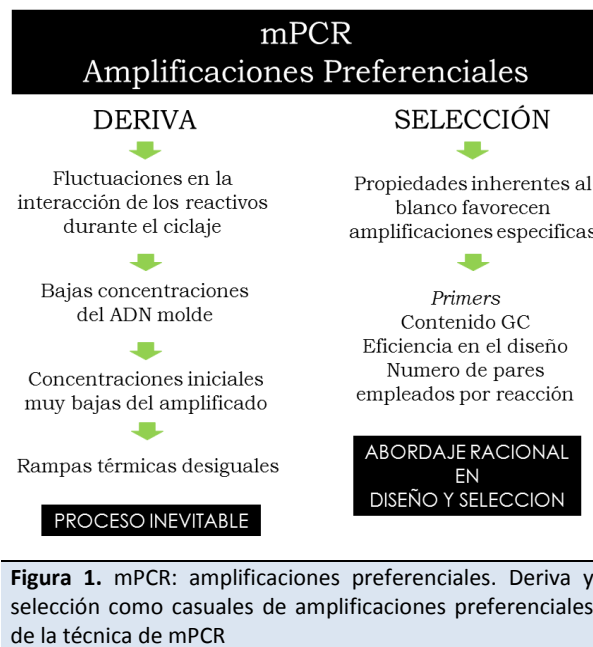 mPCR
Amplificaciones Preferenciales
DERIVA
Fluctuaciones en la
interacción de los reactivos
durante el ciclaje
Bajas concentraciones
del ADN molde
Concentraciones iniciales
muy bajas del amplificado
Rampas térmicas desiguales
PROCESO INEVITABLE
SELECCIÓN
Propiedades inherentes al
blanco favorecen
amplificaciones especificas
Primers
Contenido GC
Eficiencia en el diseño
Numero de pares
empleados por reacción
ABORDAJE RACIONAL
EN
DISEÑO Y SELECCION
Figura 1. mPCR: amplificaciones preferenciales. Deriva y
selección como casuales de amplificaciones preferenciales
de la técnica de mPCR